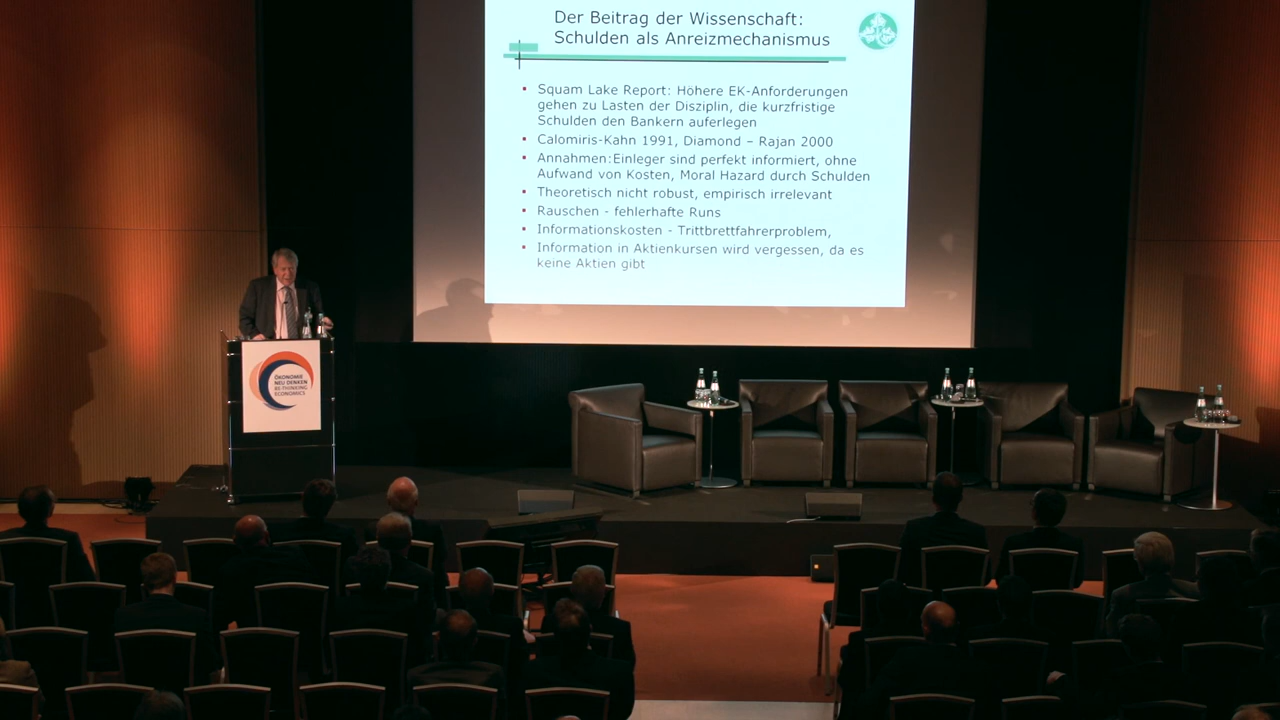 Der Beitrag der Wissenschaft:
Schulden als Anreizmechanismus
Squam Lake Report: Höhere EK-Anforderungen
gehen zu Lasten der Disziplin, die kurzfristige
Schulden den Bankern auferlegen
Calomiris-Kahn 1991, Diamond – Rajan 2000
Annahmen:Einleger sind perfekt informiert, ohne
Aufwand von Kosten, Moral Hazard durch Schulden
Theoretisch nicht robust, empirisch irrelevant
Rauschen - fehlerhafte Runs
Informationskosten - Trittbrettfahrerproblem,
Information in Aktienkursen wird vergessen, da es
keine Aktien gibt
ÖKONOMIE
NEU DENKEN
RE-THINKING
ECONOMICS